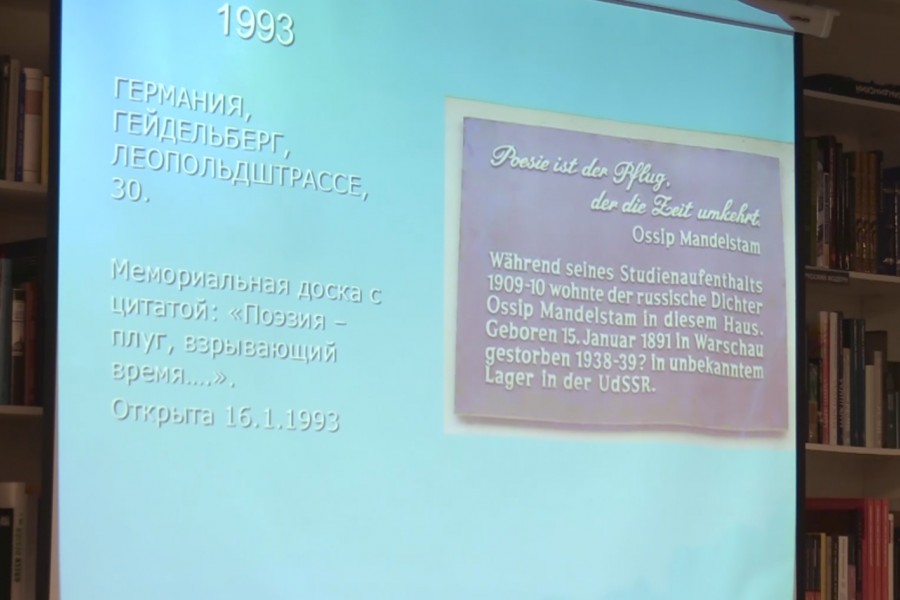 1993
ГЕРМАНИЯ,
ГЕЙДЕЛЬБЕРГ,
ЛЕОПОЛЬДШТРАССЕ,
30.
Мемориальная доска с
цитатой: «Поэзия –
плуг, взрывающий
время....».
Открыта 16.1.1993
Poesie ist der Pflug,
der die Zeit umkehrt.
Ossip Mandelstam
Während seines Studienaufenthalts
1909-10 wohnte der russische Dichter
Ossip Mandelstam in diesem Haus.
Geboren 15. Januar 1891 in Warschau
gestorben 1938-39? in unbekanntem
Lager in der UdSSR.